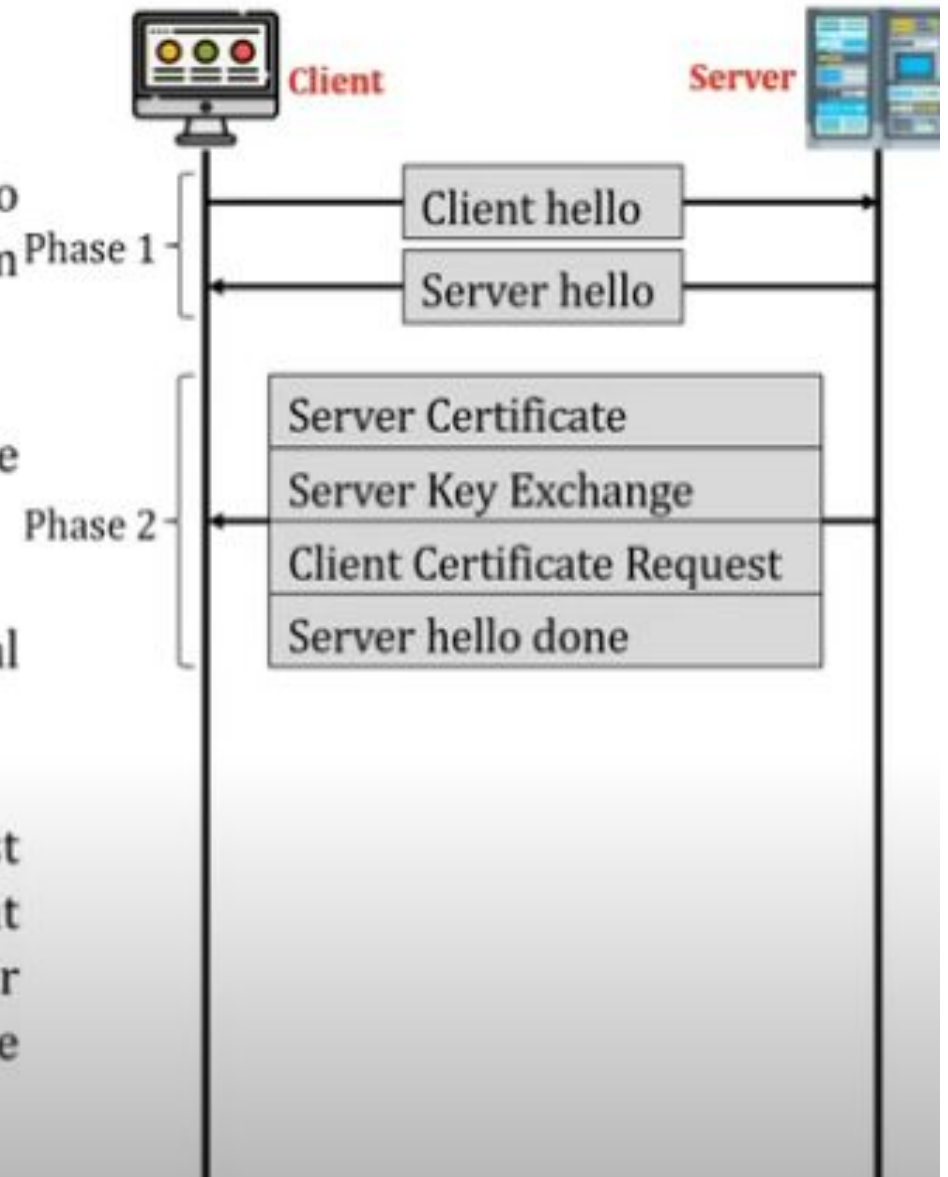 Client
Server
Phase 1
Client hello
Server hello
Phase 2
Server Certificate
Server Key Exchange
Client Certificate Request
Server hello done